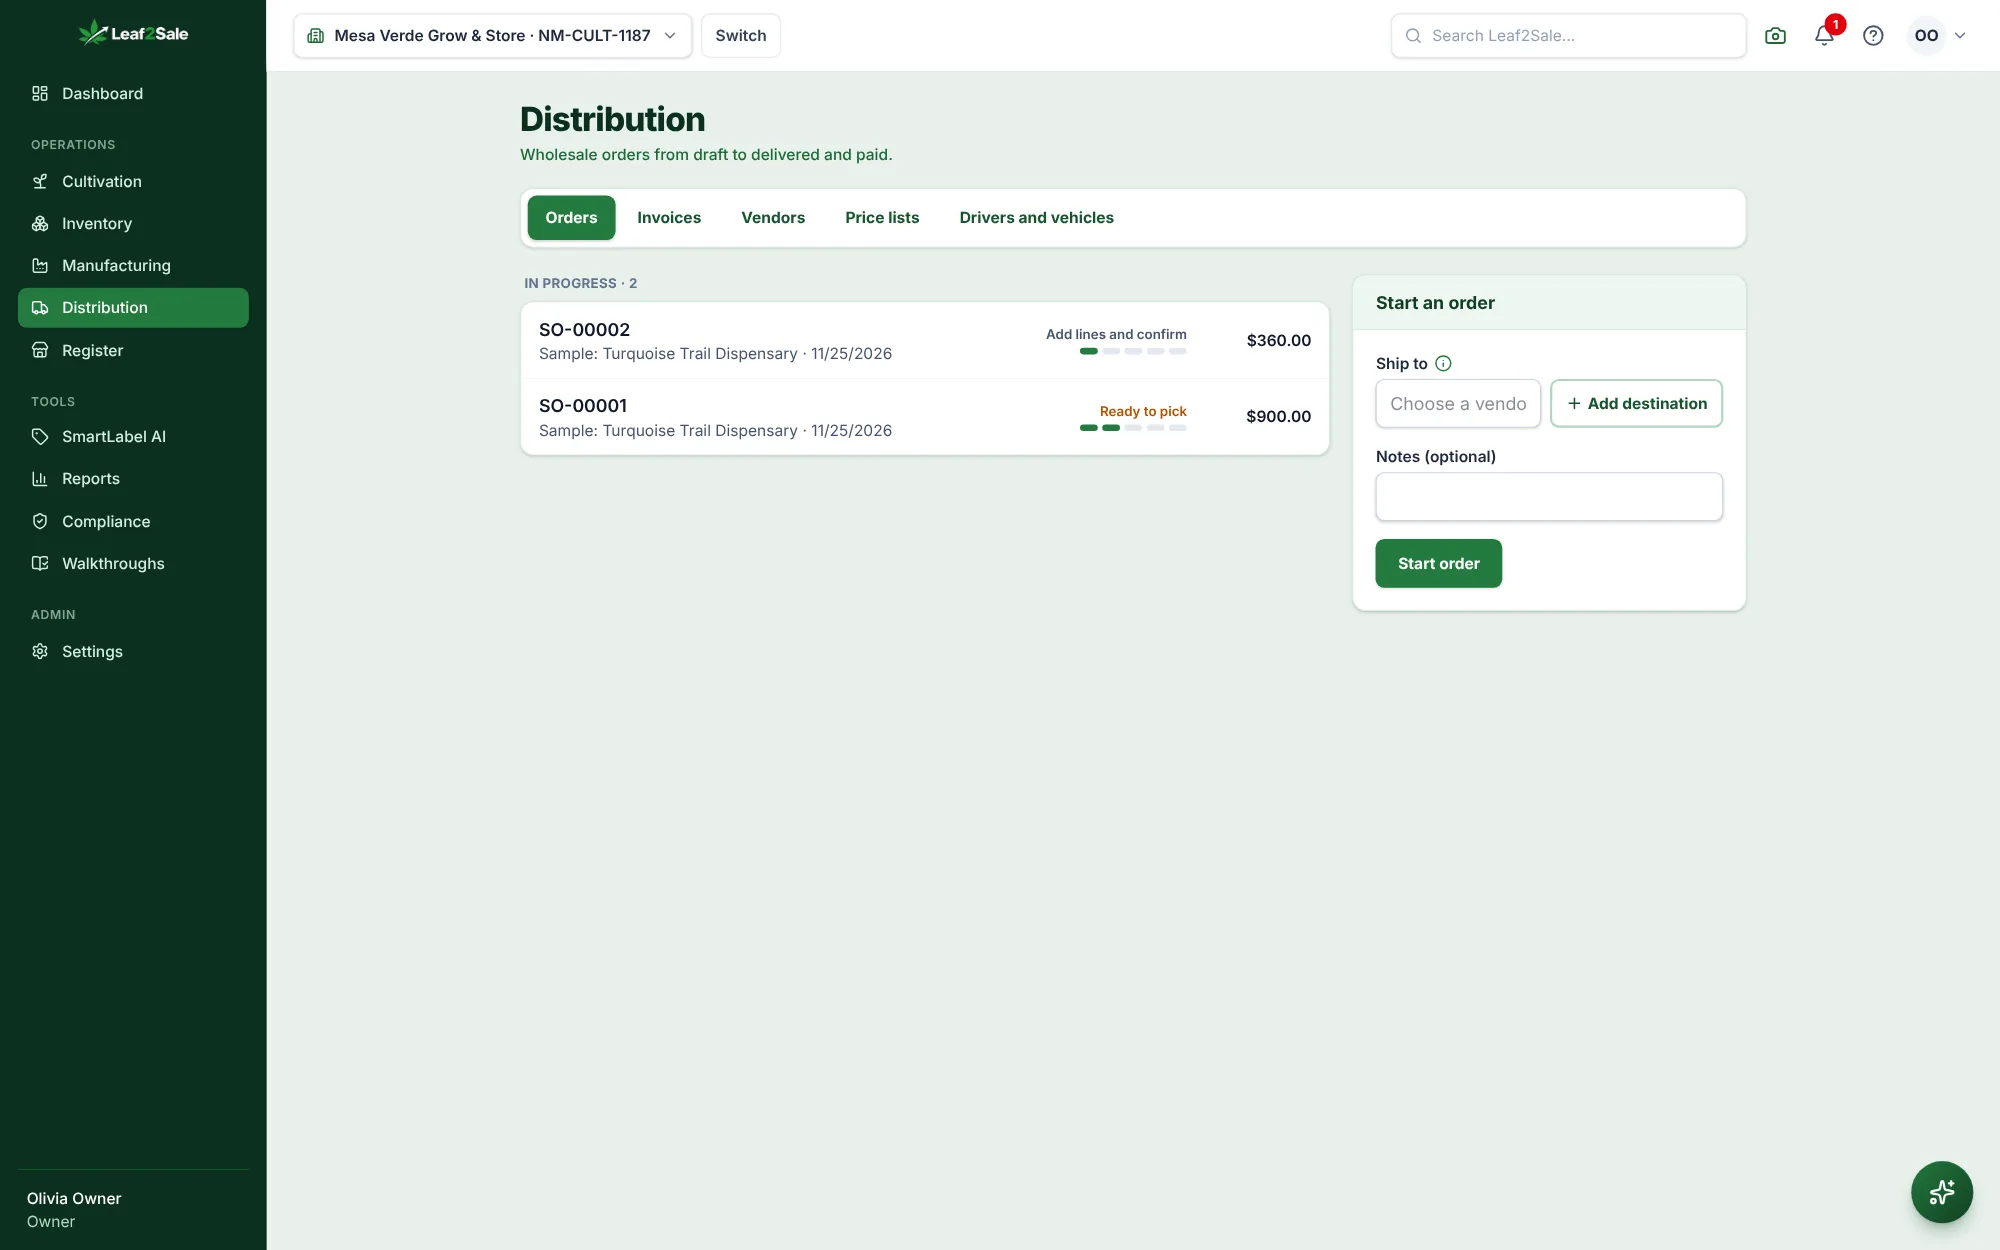 Leaf2Sale
Mesa Verde Grow & Store · NM-CULT-1187
Switch
Search Leaf2Sale...
1
OO
Dashboard
OPERATIONS
Cultivation
Inventory
Manufacturing
Distribution
Register
TOOLS
SmartLabel AI
Reports
Compliance
Walkthroughs
ADMIN
Settings
Olivia Owner
Owner
Distribution
Wholesale orders from draft to delivered and paid.
Orders
Invoices
Vendors
Price lists
Drivers and vehicles
IN PROGRESS · 2
SO-00002
Sample: Turquoise Trail Dispensary · 11/25/2026
Add lines and confirm
$360.00
SO-00001
Sample: Turquoise Trail Dispensary · 11/25/2026
Ready to pick
$900.00
Start an order
Ship to
Choose a vendo
+ Add destination
Notes (optional)
Start order